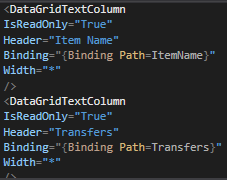 <DataGridTextColumn
IsReadOnly="True"
Header="Item Name"
Binding="{Binding Path=ItemName}"
Width="*"
/>
<DataGridTextColumn
IsReadOnly="True"
Header="Transfers"
Binding="{Binding Path=Transfers}"
Width="*"
/>